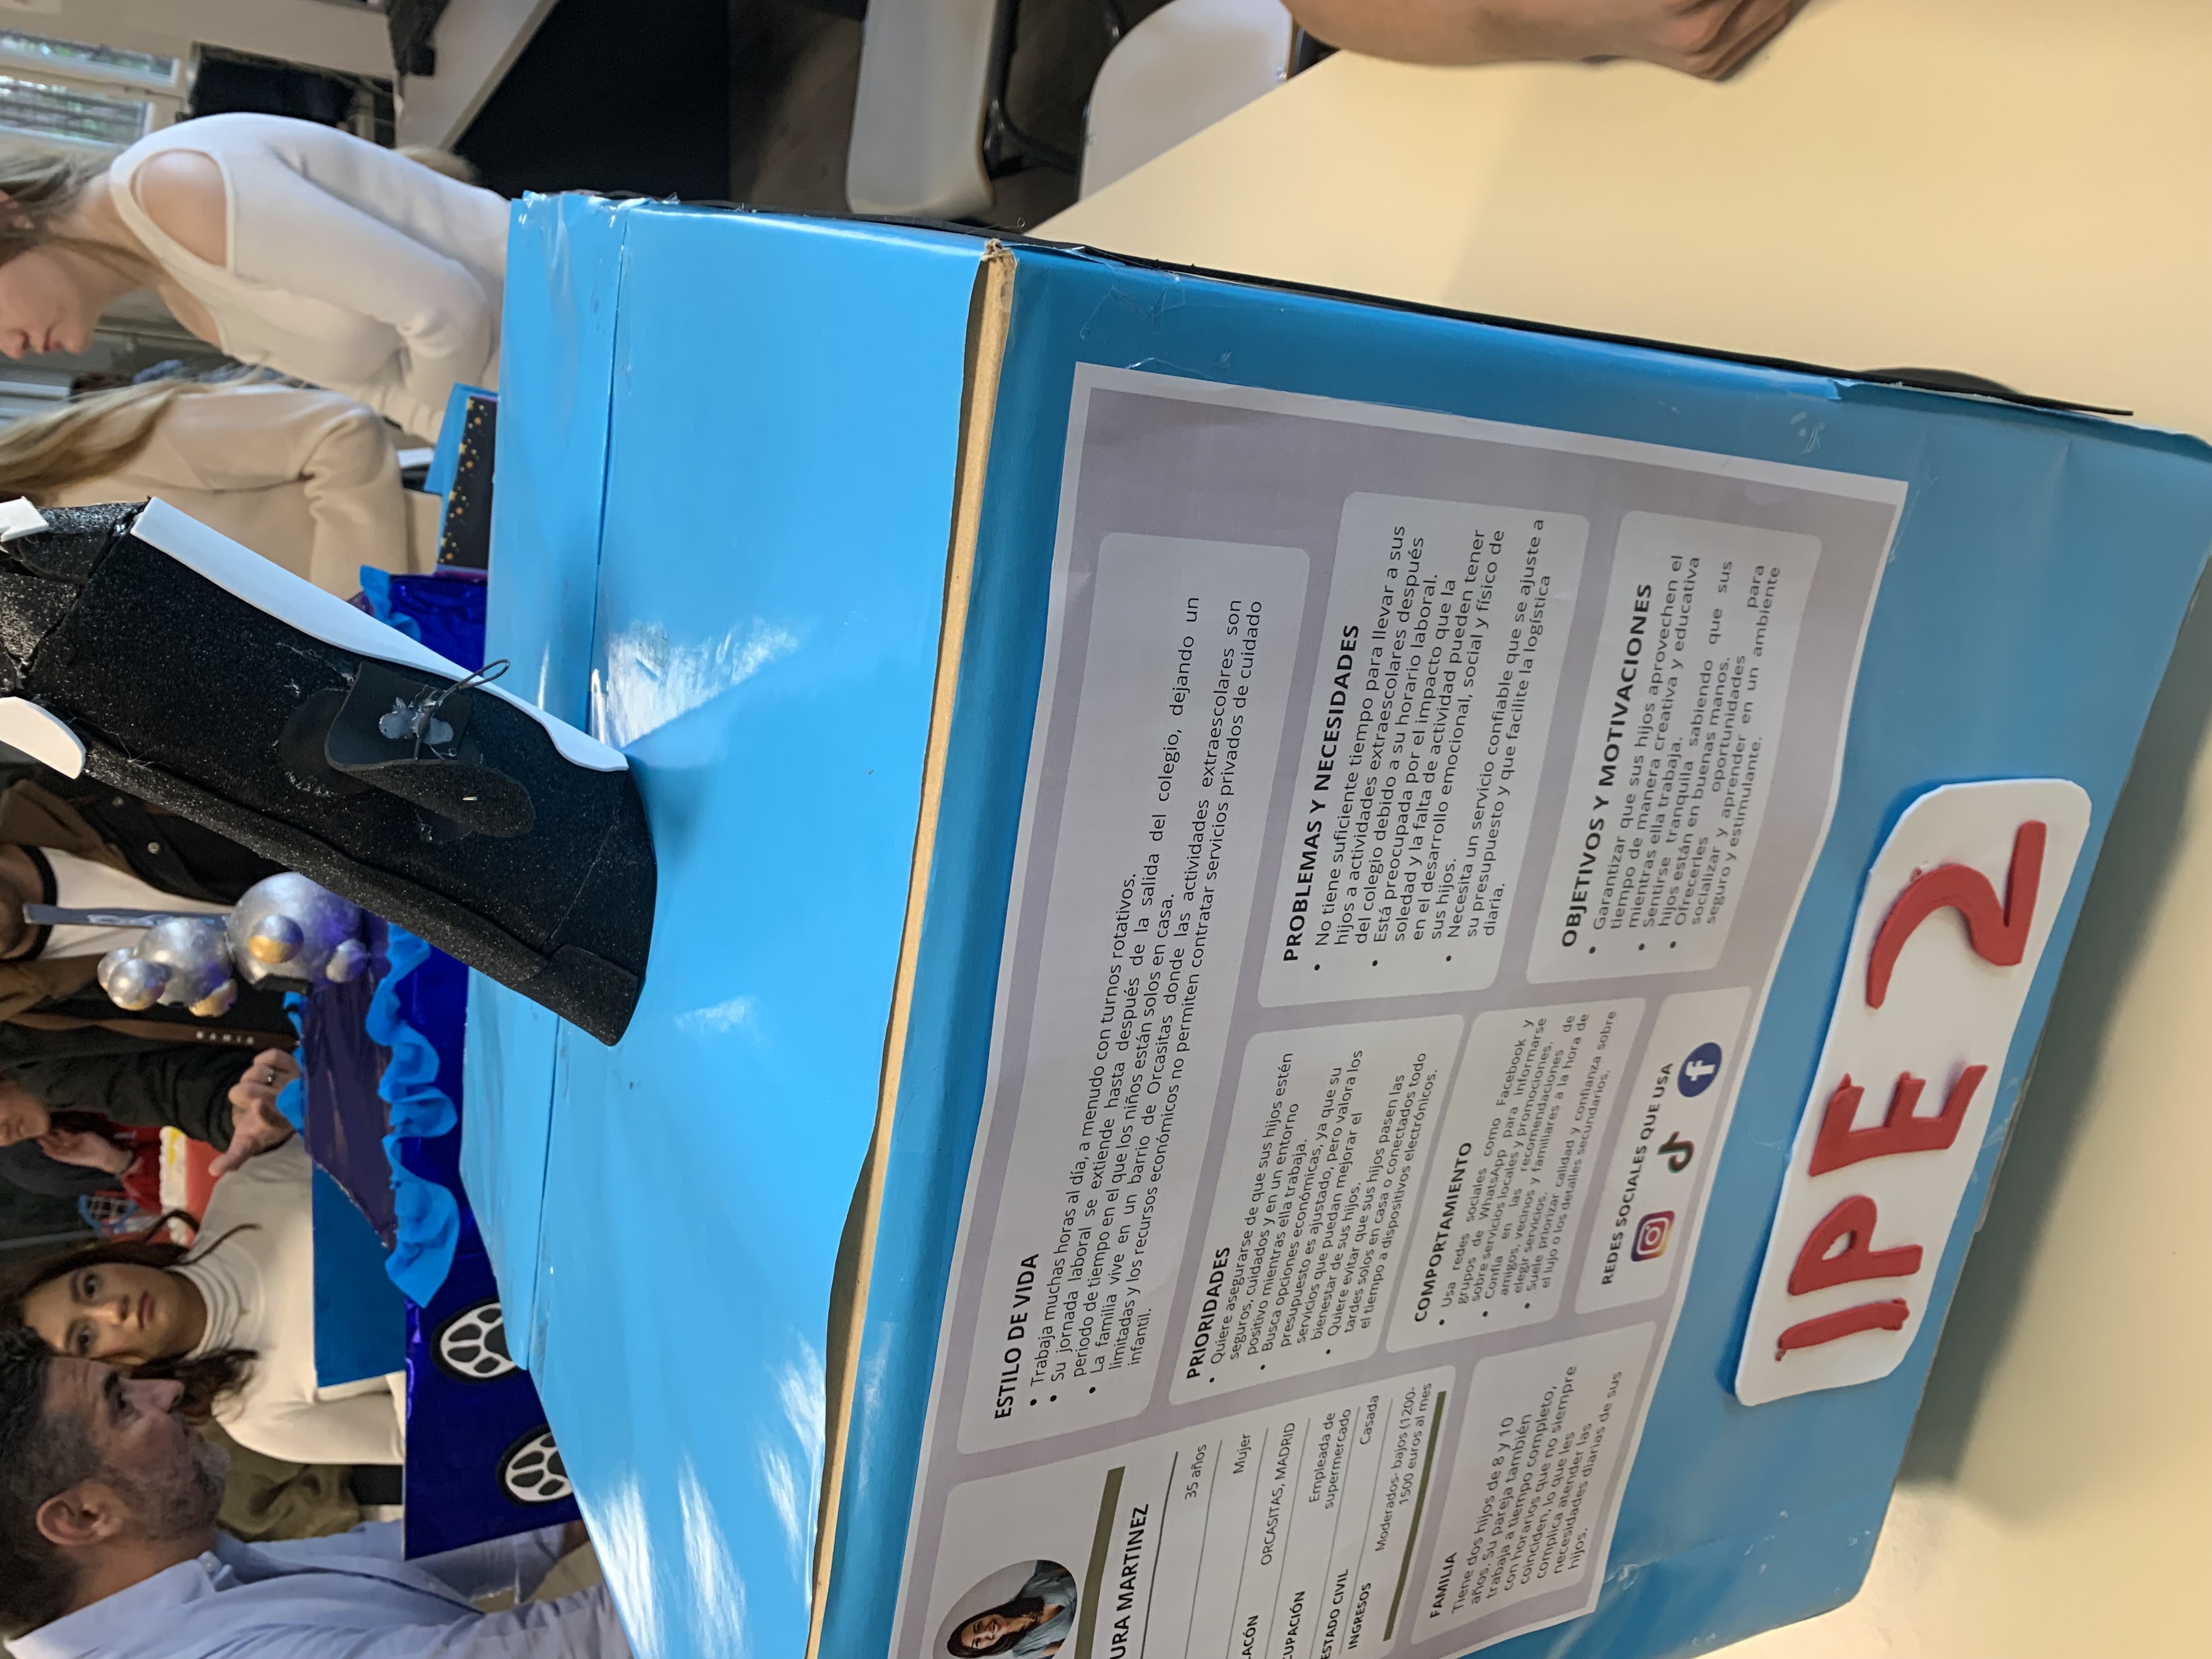 URA MARTINEZ
35 años
Mujer
CACÓN
ORCASITAS, MADRID
CUPACIÓN
Empleada de
supermercado
ESTADO CIVIL
Casada
INGRESOS
Moderados- bajos (1200-
1500 euros al mes
FAMILIA
Tiene dos hijos de 8 y 10
años. Su pareja también
trabaja a tiempo completo,
con horarios que no siempre
coinciden, lo que les
complica atender las
necesidades diarias de sus
hijos.
ESTILO DE VIDA
• Trabaja muchas horas al día, a menudo con turnos rotativos.
• Su jornada laboral se extiende hasta después de la salida del colegio, dejando un
periodo de tiempo en el que los niños están solos en casa.
• La familia vive en un barrio de Orcasitas donde las actividades extraescolares son
limitadas y los recursos económicos no permiten contratar servicios privados de cuidado
infantil.
PRIORIDADES
• Quiere asegurarse de que sus hijos estén
seguros, cuidados y en un entorno
positivo mientras ella trabaja.
• Busca opciones económicas, ya que su
presupuesto es ajustado, pero valora los
servicios que puedan mejorar el
bienestar de sus hijos.
• Quiere evitar que sus hijos pasen las
tardes solos en casa o conectados todo
el tiempo a dispositivos electrónicos.
COMPORTAMIENTO
• Usa redes sociales como Facebook y
grupos de WhatsApp para informarse
sobre servicios locales y promociones.
• Confía en las recomendaciones de
amigos, vecinos y familiares a la hora de
elegir servicios.
• Suele priorizar calidad y confianza sobre
el lujo o los detalles secundarios.
REDES SOCIALES QUE USA
PROBLEMAS Y NECESIDADES
• No tiene suficiente tiempo para llevar a sus
hijos a actividades extraescolares después
del colegio debido a su horario laboral.
• Está preocupada por el impacto que la
soledad y la falta de actividad pueden tener
en el desarrollo emocional, social y físico de
sus hijos.
• Necesita un servicio confiable que se ajuste a
su presupuesto y que facilite la logística
diaria.
OBJETIVOS Y MOTIVACIONES
• Garantizar que sus hijos aprovechen el
tiempo de manera creativa y educativa
mientras ella trabaja.
• Sentirse tranquila sabiendo que sus
hijos están en buenas manos.
• Ofrecerles oportunidades para
socializar y aprender en un ambiente
seguro y estimulante.
IPE 2